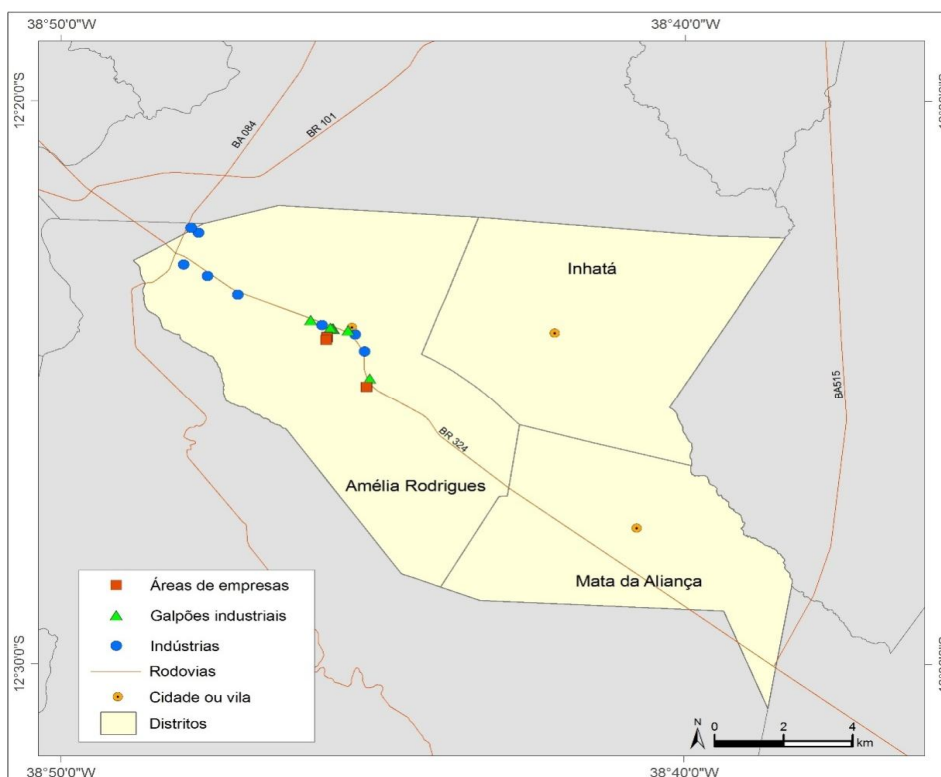 38°50'0"W
38°40'0"W
12°20'0"S
BA 084
BR 101
Inhatá
BA515
BR 324
Amélia Rodrigues
Mata da Aliança
Áreas de empresas
Galpões industriais
Indústrias
Rodovias
Cidade ou vila
Distritos
12°30'0"S
N
0 2 4
km
38°50'0"W
38°40'0"W